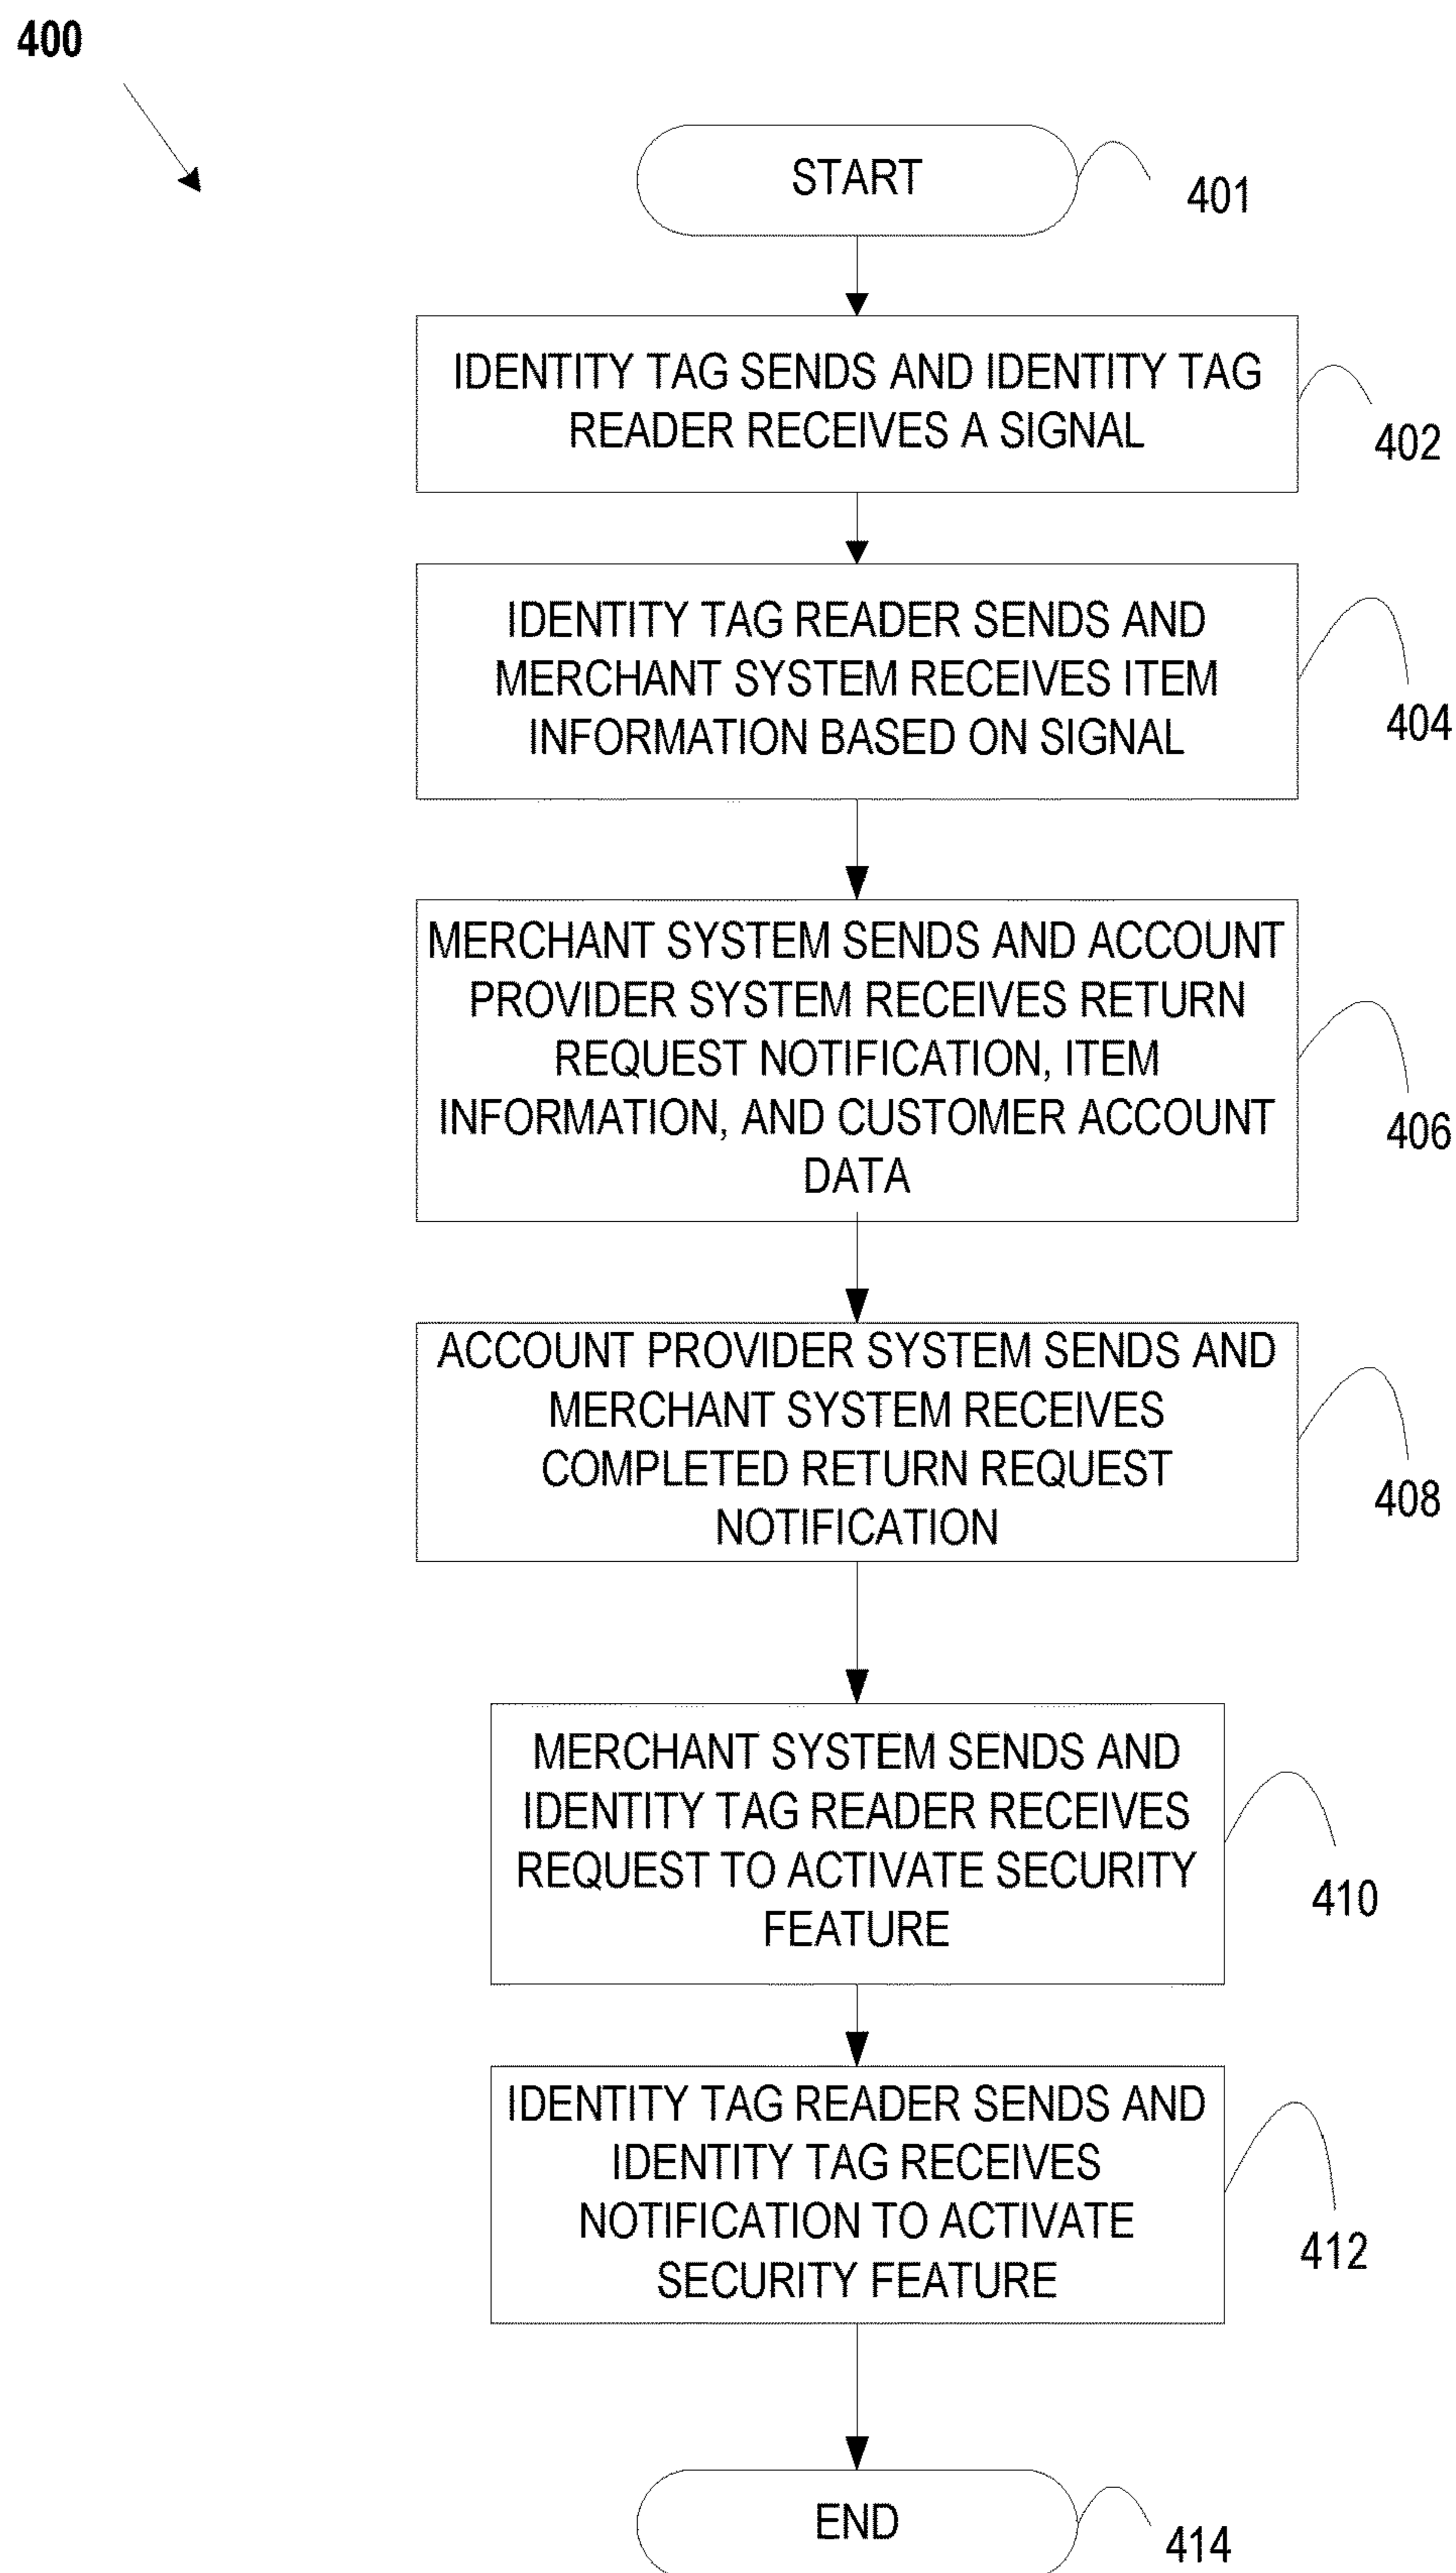 400
START
401
IDENTITY TAG SENDS AND IDENTITY TAG
READER RECEIVES A SIGNAL
402
IDENTITY TAG READER SENDS AND
MERCHANT SYSTEM RECEIVES ITEM
INFORMATION BASED ON SIGNAL
404
MERCHANT SYSTEM SENDS AND ACCOUNT
PROVIDER SYSTEM RECEIVES RETURN
REQUEST NOTIFICATION, ITEM
INFORMATION, AND CUSTOMER ACCOUNT
DATA
406
ACCOUNT PROVIDER SYSTEM SENDS AND
MERCHANT SYSTEM RECEIVES
COMPLETED RETURN REQUEST
NOTIFICATION
408
MERCHANT SYSTEM SENDS AND
IDENTITY TAG READER RECEIVES
REQUEST TO ACTIVATE SECURITY
FEATURE
410
IDENTITY TAG READER SENDS AND
IDENTITY TAG RECEIVES
NOTIFICATION TO ACTIVATE
SECURITY FEATURE
412
END
414